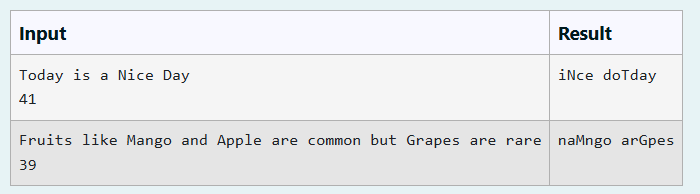 Input Result
Today is a Nice Day iNce doTday
41
Fruits like Mango and Apple are common but Grapes are rare naMngo arGpes
39